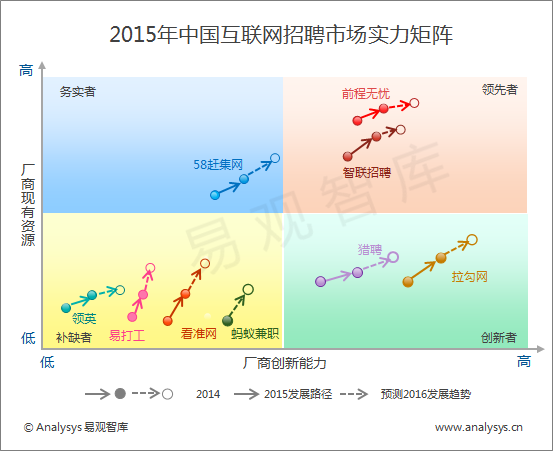 2015年中国互联网招聘市场实力矩阵
高
务实者
领先者
前程无忧
智联招聘
58赶集网
厂商现有资源
易观智库
猎聘
拉勾网
领英
易打工
看准网
蚂蚁兼职
补缺者
创新者
低
低
厂商创新能力
高
2014
2015发展路径
预测2016发展趋势
© Analysys 易观智库
www.analysys.cn